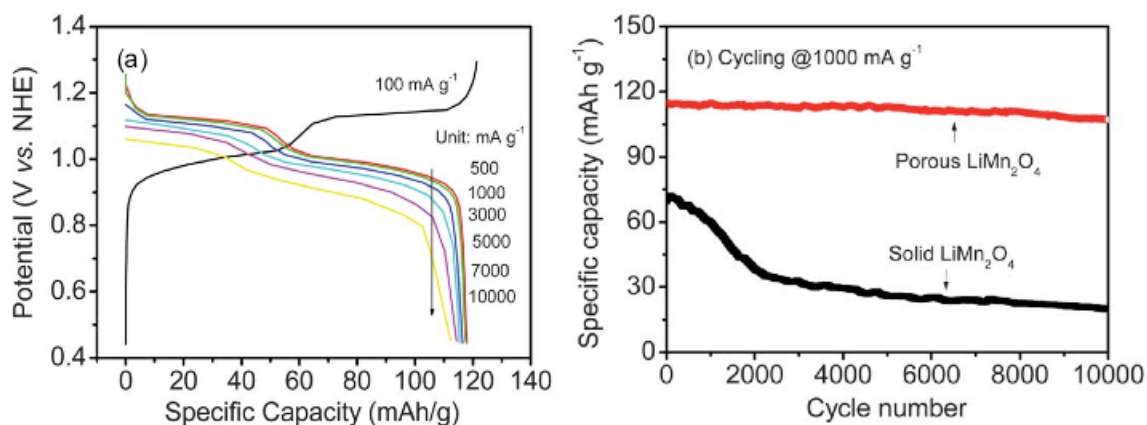 (a)
100 mA g⁻¹
Unit: mA g⁻¹
500
1000
3000
5000
7000
10000
Potential (V vs. NHE)
1.4
1.2
1.0
0.8
0.6
0.4
0 20 40 60 80 100 120 140
Specific Capacity (mAh/g)
(b) Cycling @1000 mA g⁻¹
Porous LiMn₂O₄
Solid LiMn₂O₄
Specific capacity (mAh g⁻¹)
150
120
90
60
30
0
0 2000 4000 6000 8000 10000
Cycle number